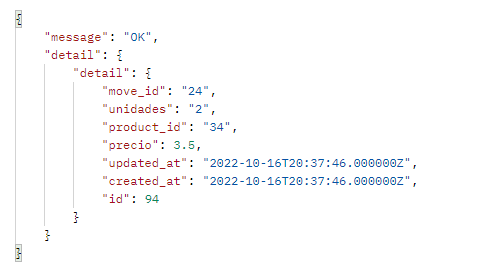 {
    "message": "OK",
    "detail": {
        "detail": {
            "move_id": "24",
            "unidades": "2",
            "product_id": "34",
            "precio": 3.5,
            "updated_at": "2022-10-16T20:37:46.000000Z",
            "created_at": "2022-10-16T20:37:46.000000Z",
            "id": 94
        }
    }
}